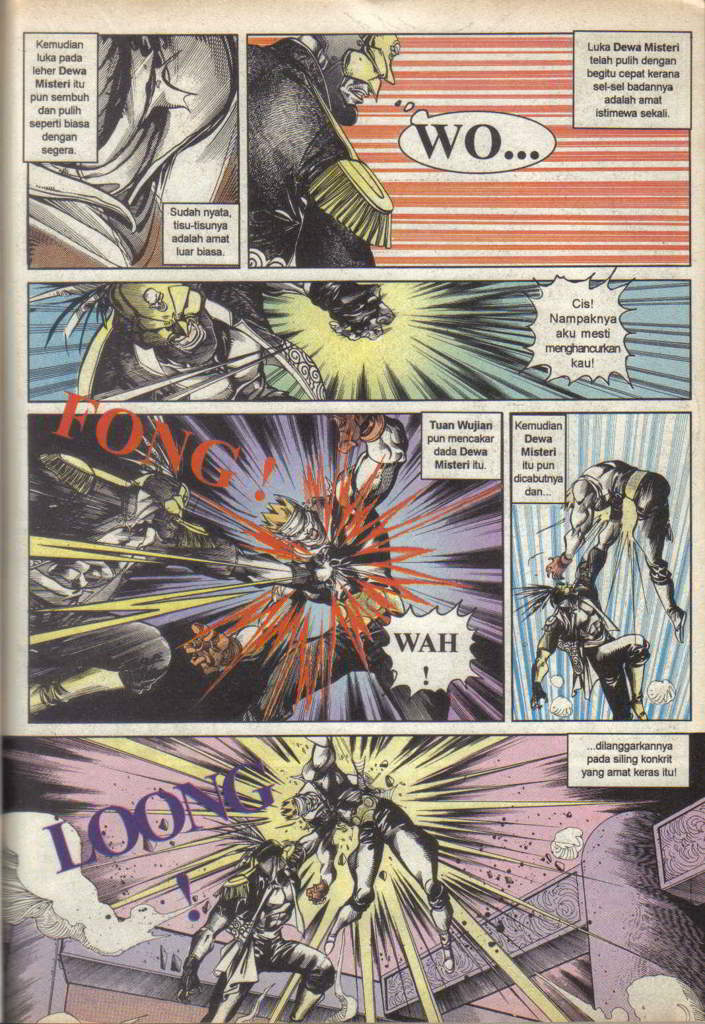 Kemudian
luka pada
leher Dewa
Misteri itu
pun sembuh
dan pulih
seperti biasa
dengan
segera.
Sudah nyata,
tisu-tisunya
adalah amat
luar biasa.
Luka Dewa Misteri
telah pulih dengan
begitu cepat kerana
sel-sel badannya
adalah amat
istimewa sekali.
WO...
Cis!
Nampaknya
aku mesti
menghancurkan
kau!
FONG!
Tuan Wujian
pun mencakar
dada Dewa
Misteri itu.
WAH
!
Kemudian
Dewa
Misteri
itu pun
dicabutnya
dan...
...dilanggarkannya
pada siling konkrit
yang amat keras itu!
LOONG
!